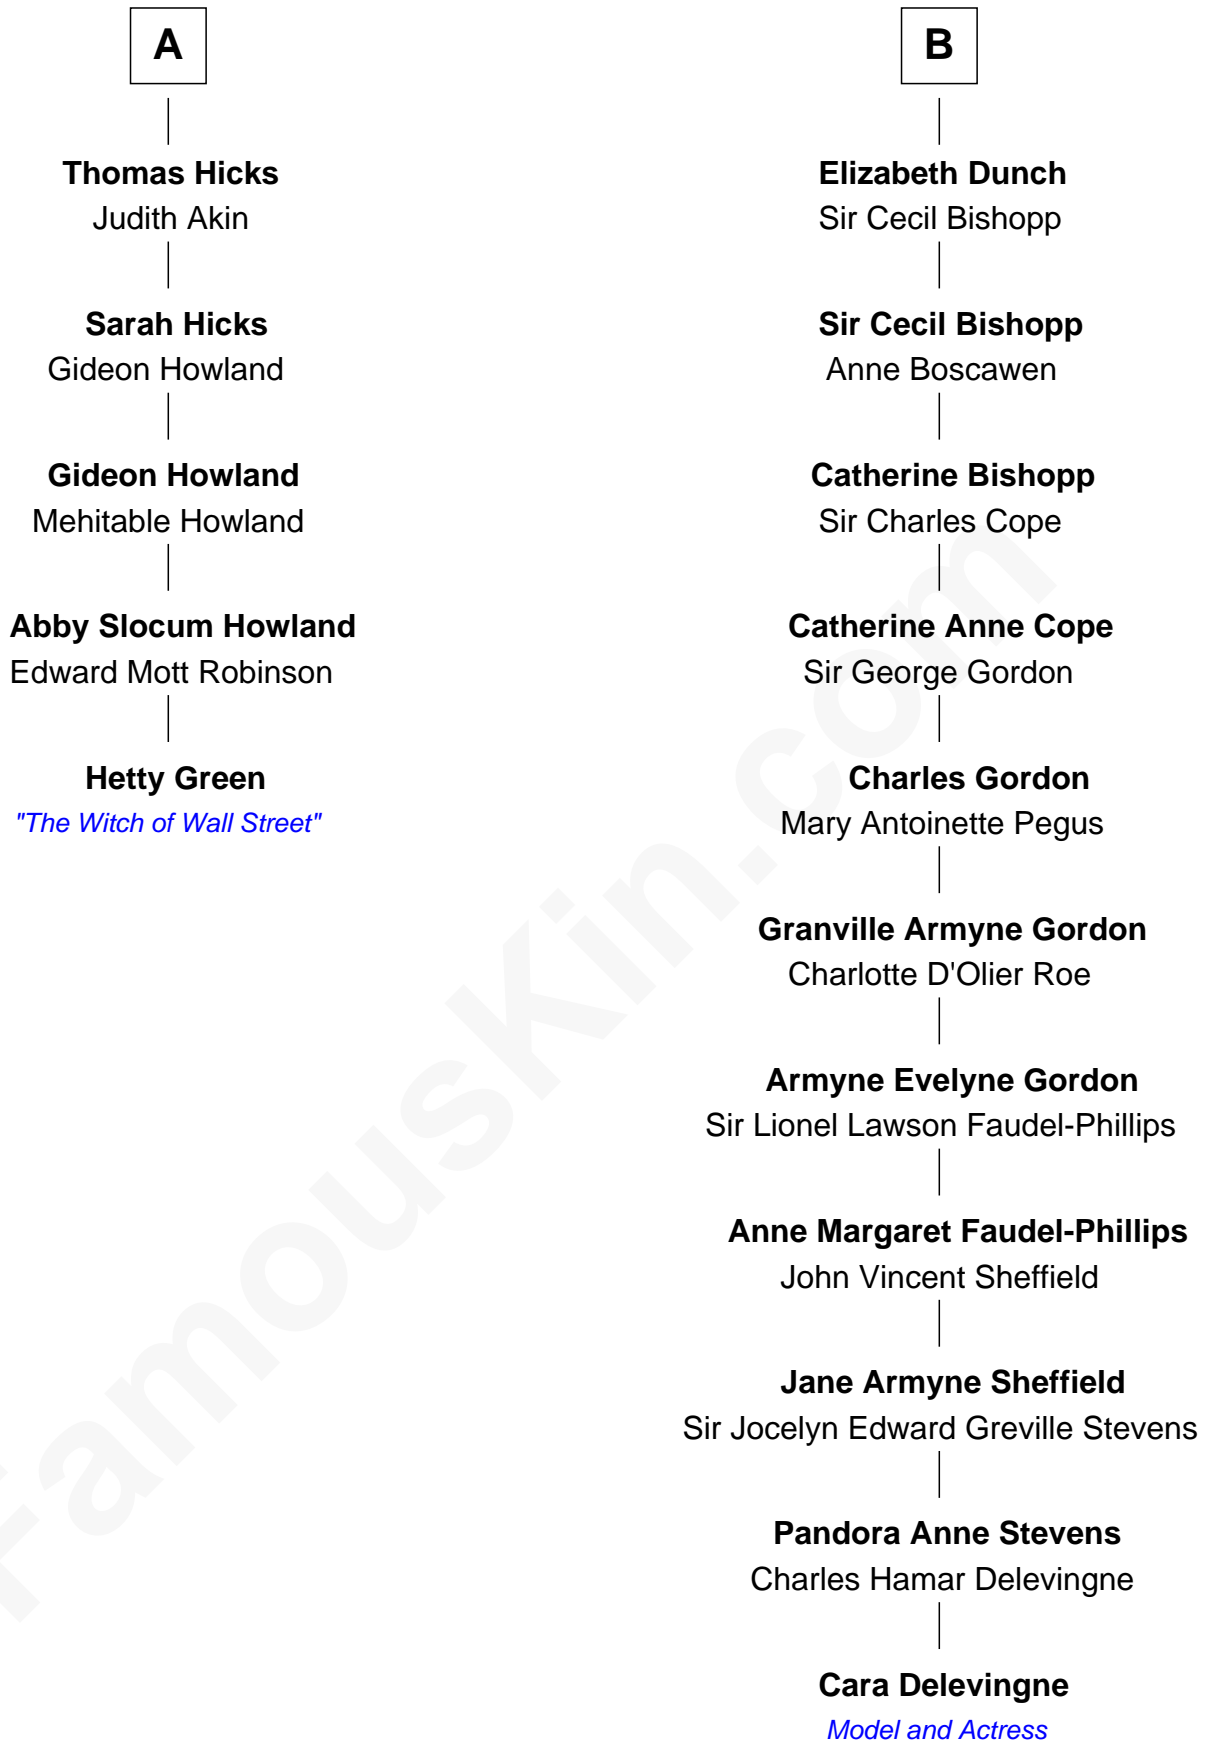 A
Thomas Hicks
Judith Akin
Sarah Hicks
Gideon Howland
Gideon Howland
Mehitable Howland
Abby Slocum Howland
Edward Mott Robinson
Hetty Green
"The Witch of Wall Street"
B
Elizabeth Dunch
Sir Cecil Bishopp
Sir Cecil Bishopp
Anne Boscawen
Catherine Bishopp
Sir Charles Cope
Catherine Anne Cope
Sir George Gordon
Charles Gordon
Mary Antoinette Pegus
Granville Armyne Gordon
Charlotte D'Olier Roe
Armyne Evelyne Gordon
Sir Lionel Lawson Faudel-Phillips
Anne Margaret Faudel-Phillips
John Vincent Sheffield
Jane Armyne Sheffield
Sir Jocelyn Edward Greville Stevens
Pandora Anne Stevens
Charles Hamar Delevingne
Cara Delevingne
Model and Actress
FamousKin.com